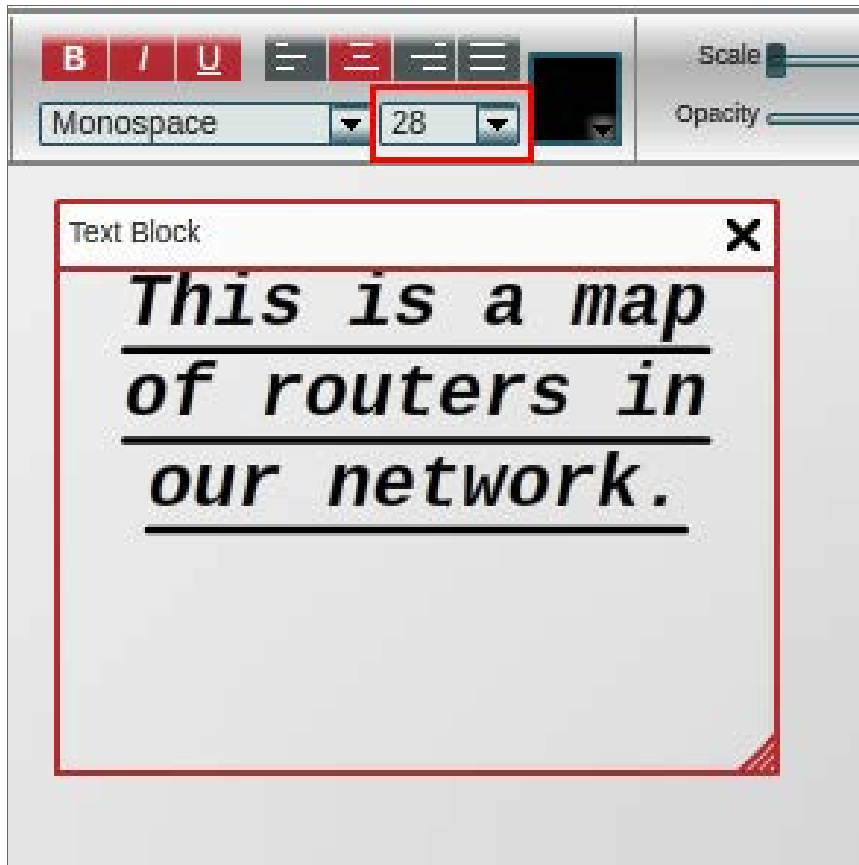 B I U
Scale
Monospace 28
Opacity
Text Block
This is a map
of routers in
our network.